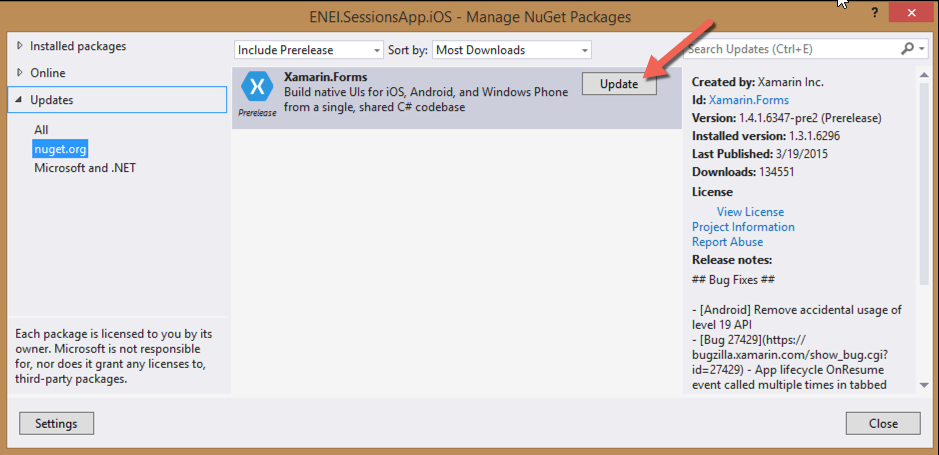 ENEI.SessionsApp.iOS - Manage NuGet Packages
?
Installed packages
Online
Updates
All
nuget.org
Microsoft and .NET
Each package is licensed to you by its
owner. Microsoft is not responsible
for, nor does it grant any licenses to,
third-party packages.
Settings
Include Prerelease
Sort by:
Most Downloads
Xamarin.Forms
Build native UIs for iOS, Android, and Windows Phone
from a single, shared C# codebase
Prerelease
Update
Search Updates (Ctrl+E)
Created by: Xamarin Inc.
Id: Xamarin.Forms
Version: 1.4.1.6347-pre2 (Prerelease)
Installed version: 1.3.1.6296
Last Published: 3/19/2015
Downloads: 134551
License
View License
Project Information
Report Abuse
Release notes:
## Bug Fixes ##
- [Android] Remove accidental usage of
level 19 API
- [Bug 27429](https://
bugzilla.xamarin.com/show_bug.cgi?
id=27429) - App lifecycle OnResume
event called multiple times in tabbed
Close